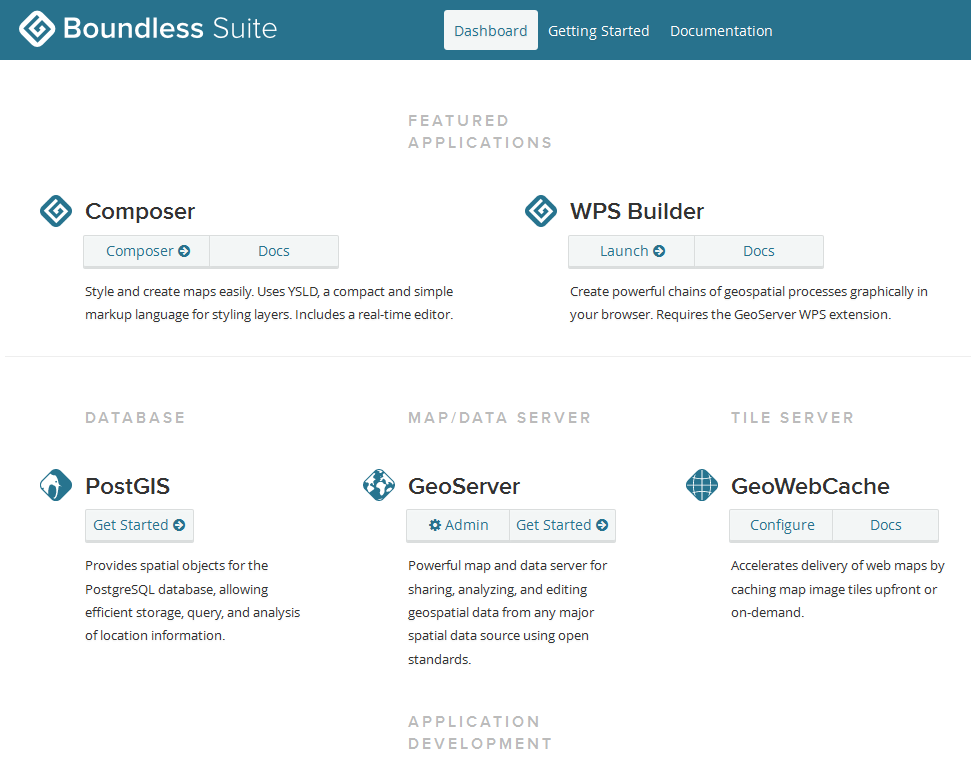 Boundless Suite
Dashboard Getting Started Documentation
FEATURED
APPLICATIONS
Composer
Composer Docs
Style and create maps easily. Uses YSLD, a compact and simple
markup language for styling layers. Includes a real-time editor.
WPS Builder
Launch Docs
Create powerful chains of geospatial processes graphically in
your browser. Requires the GeoServer WPS extension.
DATABASE
PostGIS
Get Started
Provides spatial objects for the
PostgreSQL database, allowing
efficient storage, query, and analysis
of location information.
MAP/DATA SERVER
GeoServer
Admin Get Started
Powerful map and data server for
sharing, analyzing, and editing
geospatial data from any major
spatial data source using open
standards.
TILE SERVER
GeoWebCache
Configure Docs
Accelerates delivery of web maps by
caching map image tiles upfront or
on-demand.
APPLICATION
DEVELOPMENT